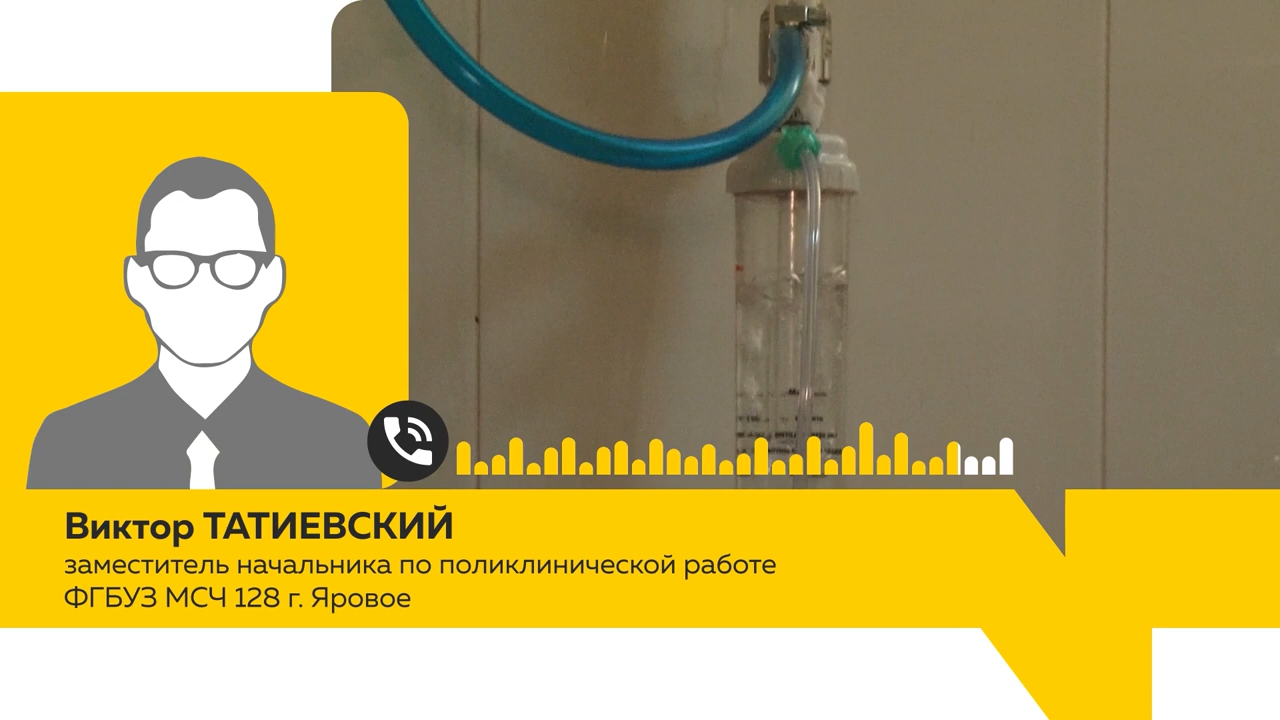 Виктор ТАТИЕВСКИЙ
заместитель начальника по поликлинической работе
ФГБУЗ МСЧ 128 г. Яровое